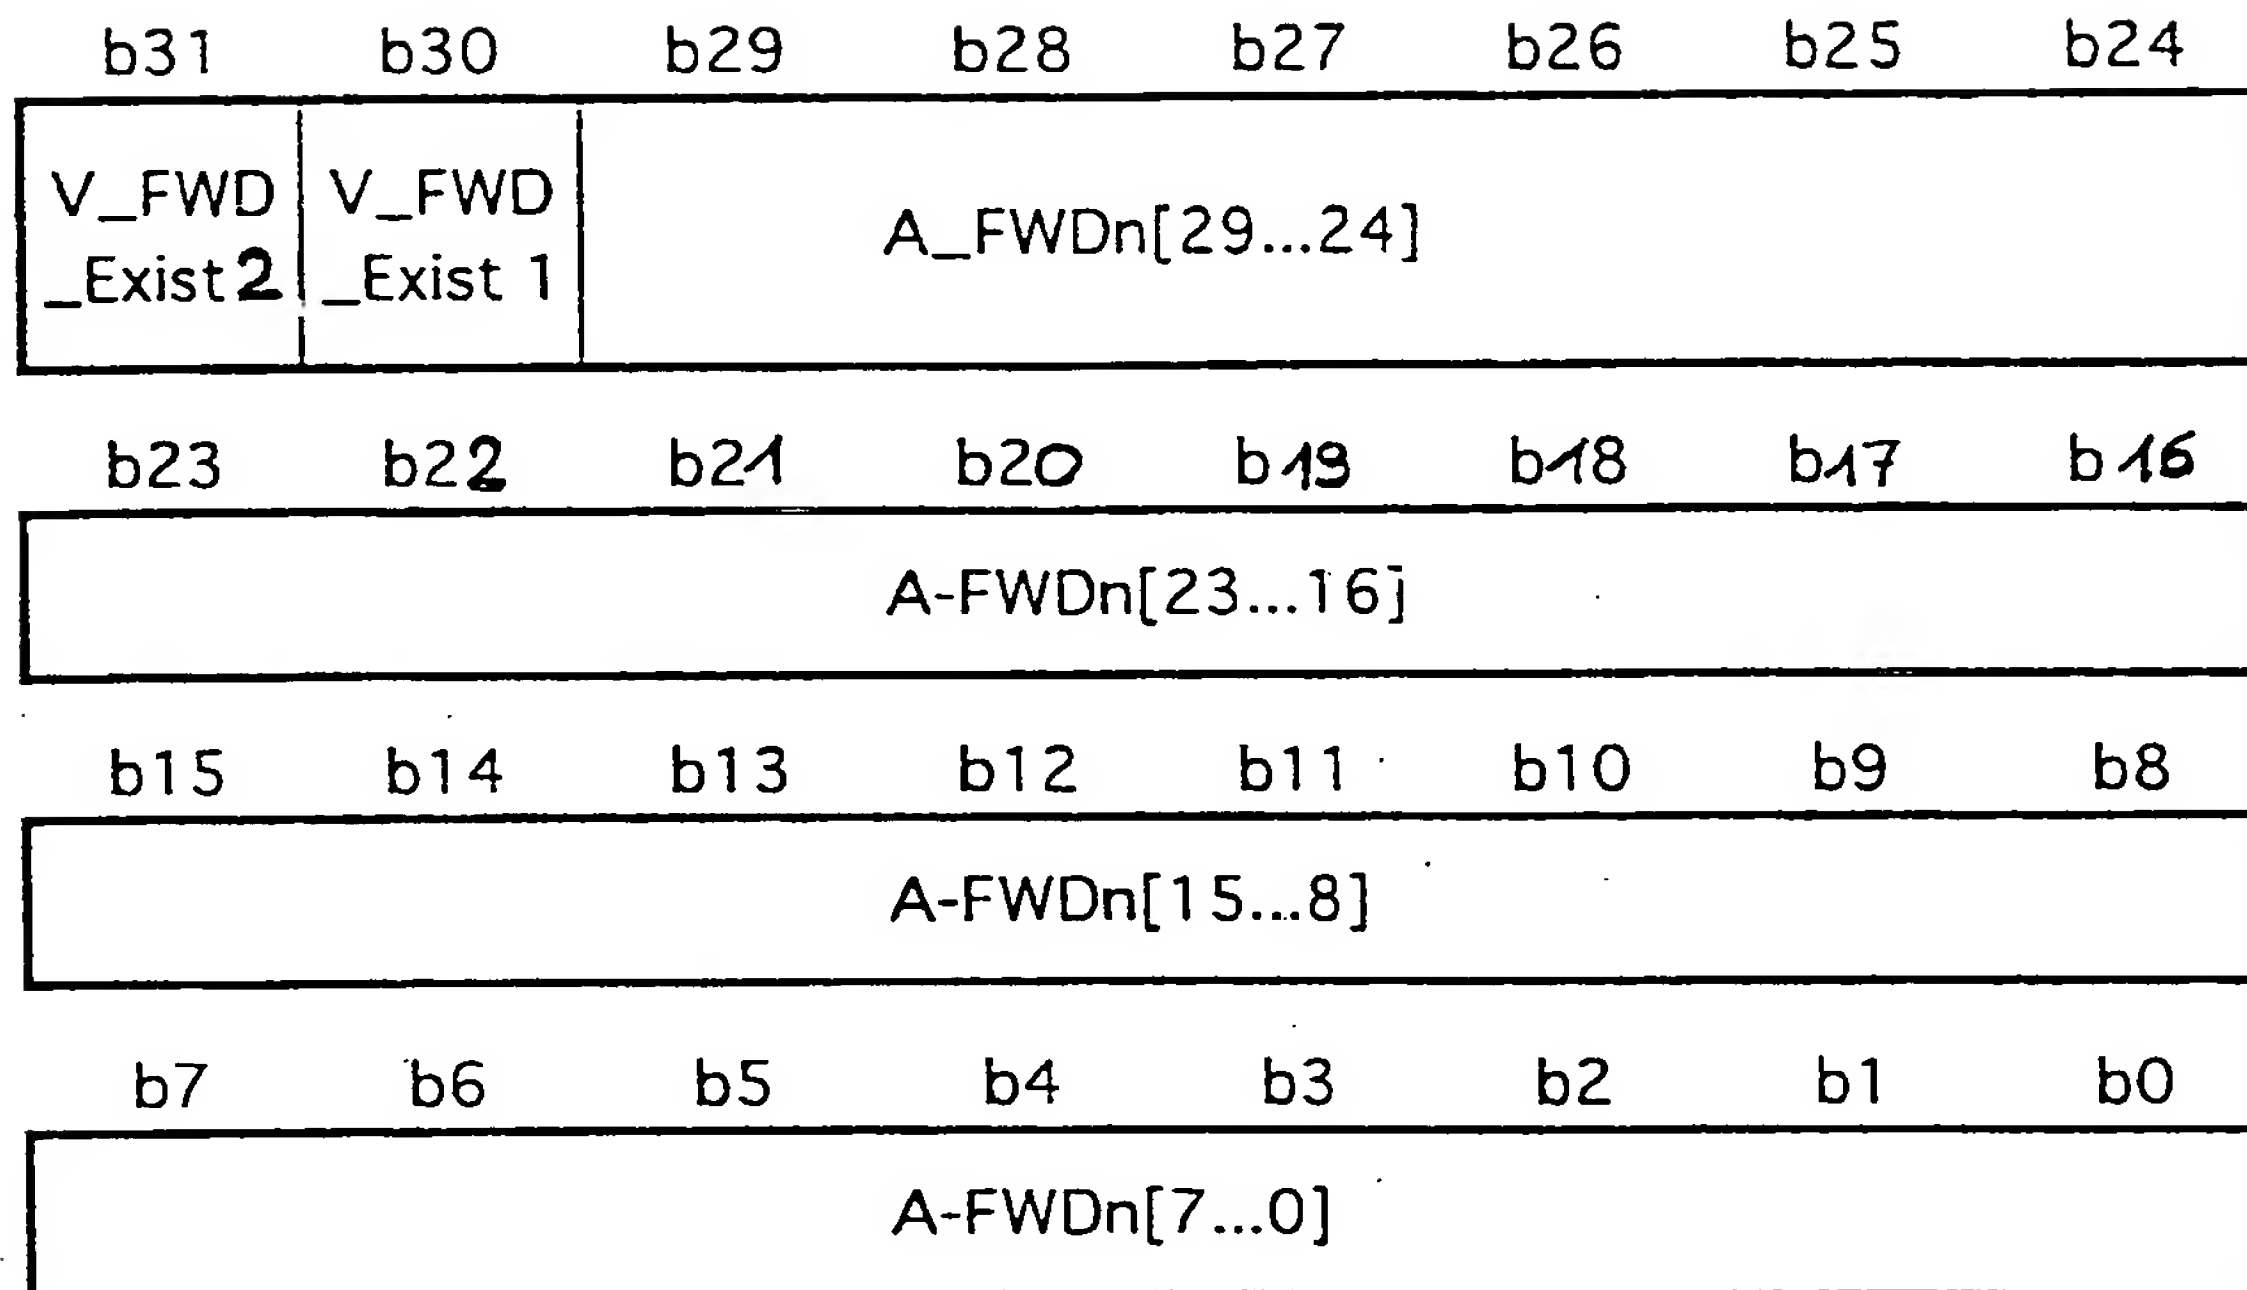 b31 b30 b29 b28 b27 b26 b25 b24
V_FWD V_FWD
_Exist2 _Exist 1
A_FWDn[29...24]
b23 b22 b21 b20 b19 b18 b17 b16
A-FWDn[23...16]
b15 b14 b13 b12 b11 b10 b9 b8
A-FWDn[15...8]
b7 b6 b5 b4 b3 b2 b1 b0
A-FWDn[7...0]